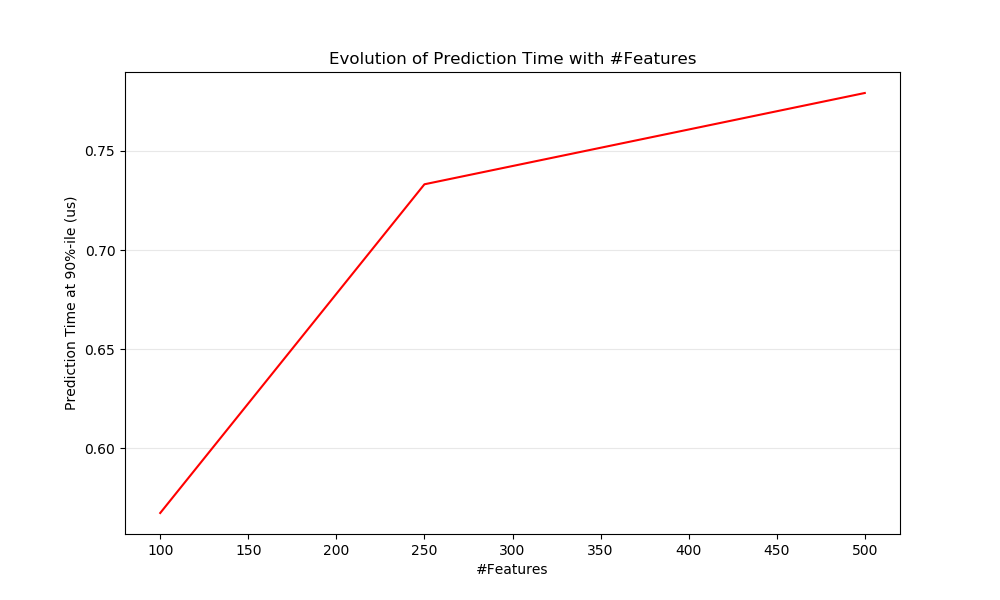 Evolution of Prediction Time with #Features
Prediction Time at 90%-ile (us)
0.75
0.70
0.65
0.60
100 150 200 250 300 350 400 450 500
#Features